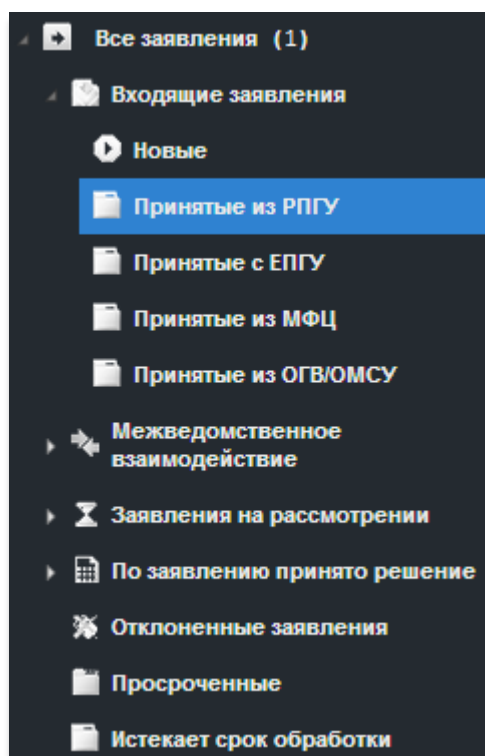 Все заявления (1)
Входящие заявления
Новые
Принятые из РПГУ
Принятые с ЕПГУ
Принятые из МФЦ
Принятые из ОГВ/ОМСУ
Межведомственное
взаимодействие
Заявления на рассмотрении
По заявлению принято решение
Отклоненные заявления
Просроченные
Истекает срок обработки